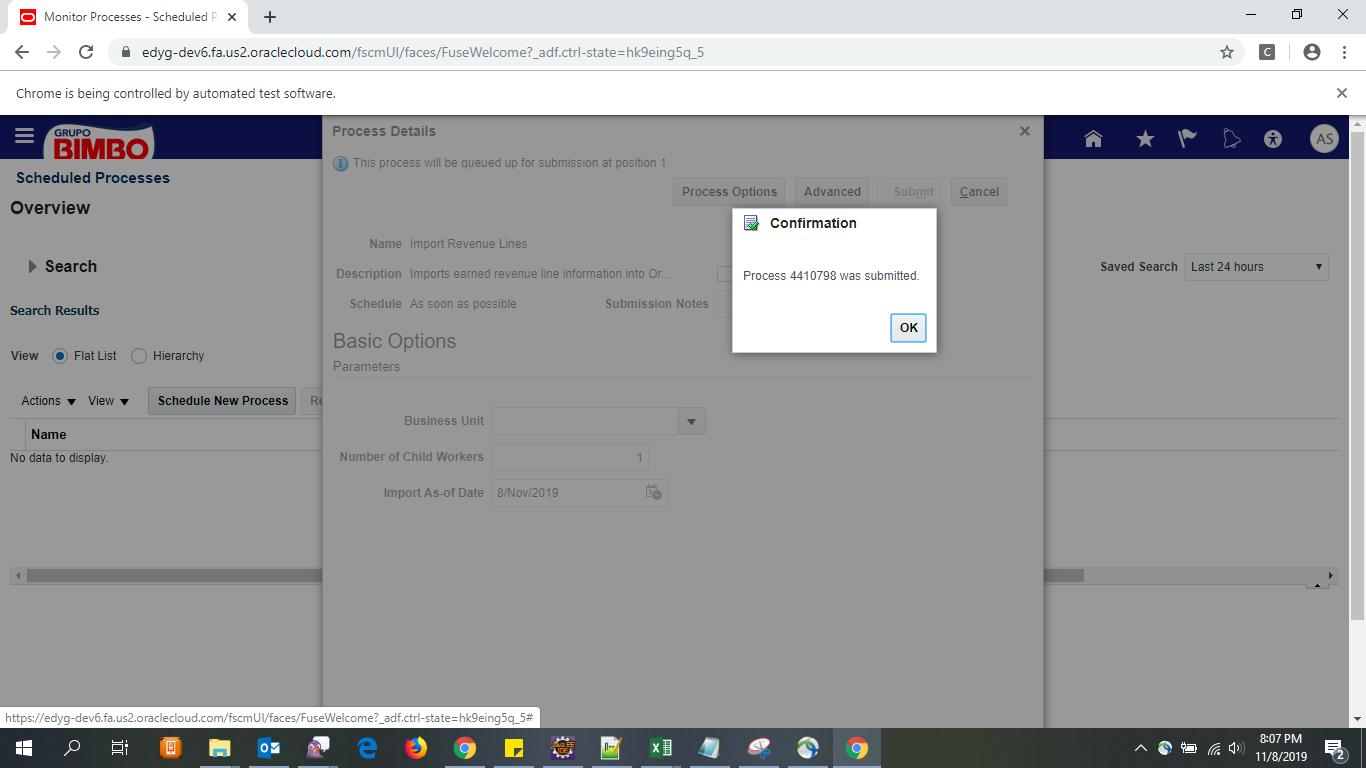 Monitor Processes - Scheduled P
edyg-dev6.fa.us2.oraclecloud.com/fscmUI/faces/FuseWelcome?_adf.ctrl-state=hk9eing5q_5
C
Chrome is being controlled by automated test software.
GRUPO
BIMBO
Process Details
AS
This process will be queued up for submission at position 1
Scheduled Processes
Process Options
Advanced
Submit
Cancel
Overview
Confirmation
Name Import Revenue Lines
Search
Description Imports earned revenue line information into Or...
Process 4410798 was submitted.
Saved Search Last 24 hours
Schedule As soon as possible
Submission Notes
Search Results
OK
Basic Options
View Flat List Hierarchy
Parameters
Actions View Schedule New Process Re
Business Unit
Name
No data to display.
Number of Child Workers 1
Import As-of Date 8/Nov/2019
https://edyg-dev6.fa.us2.oraclecloud.com/fscmUI/faces/FuseWelcome?_adf.ctrl-state=hk9eing5q_5#
8:07 PM
11/8/2019
2